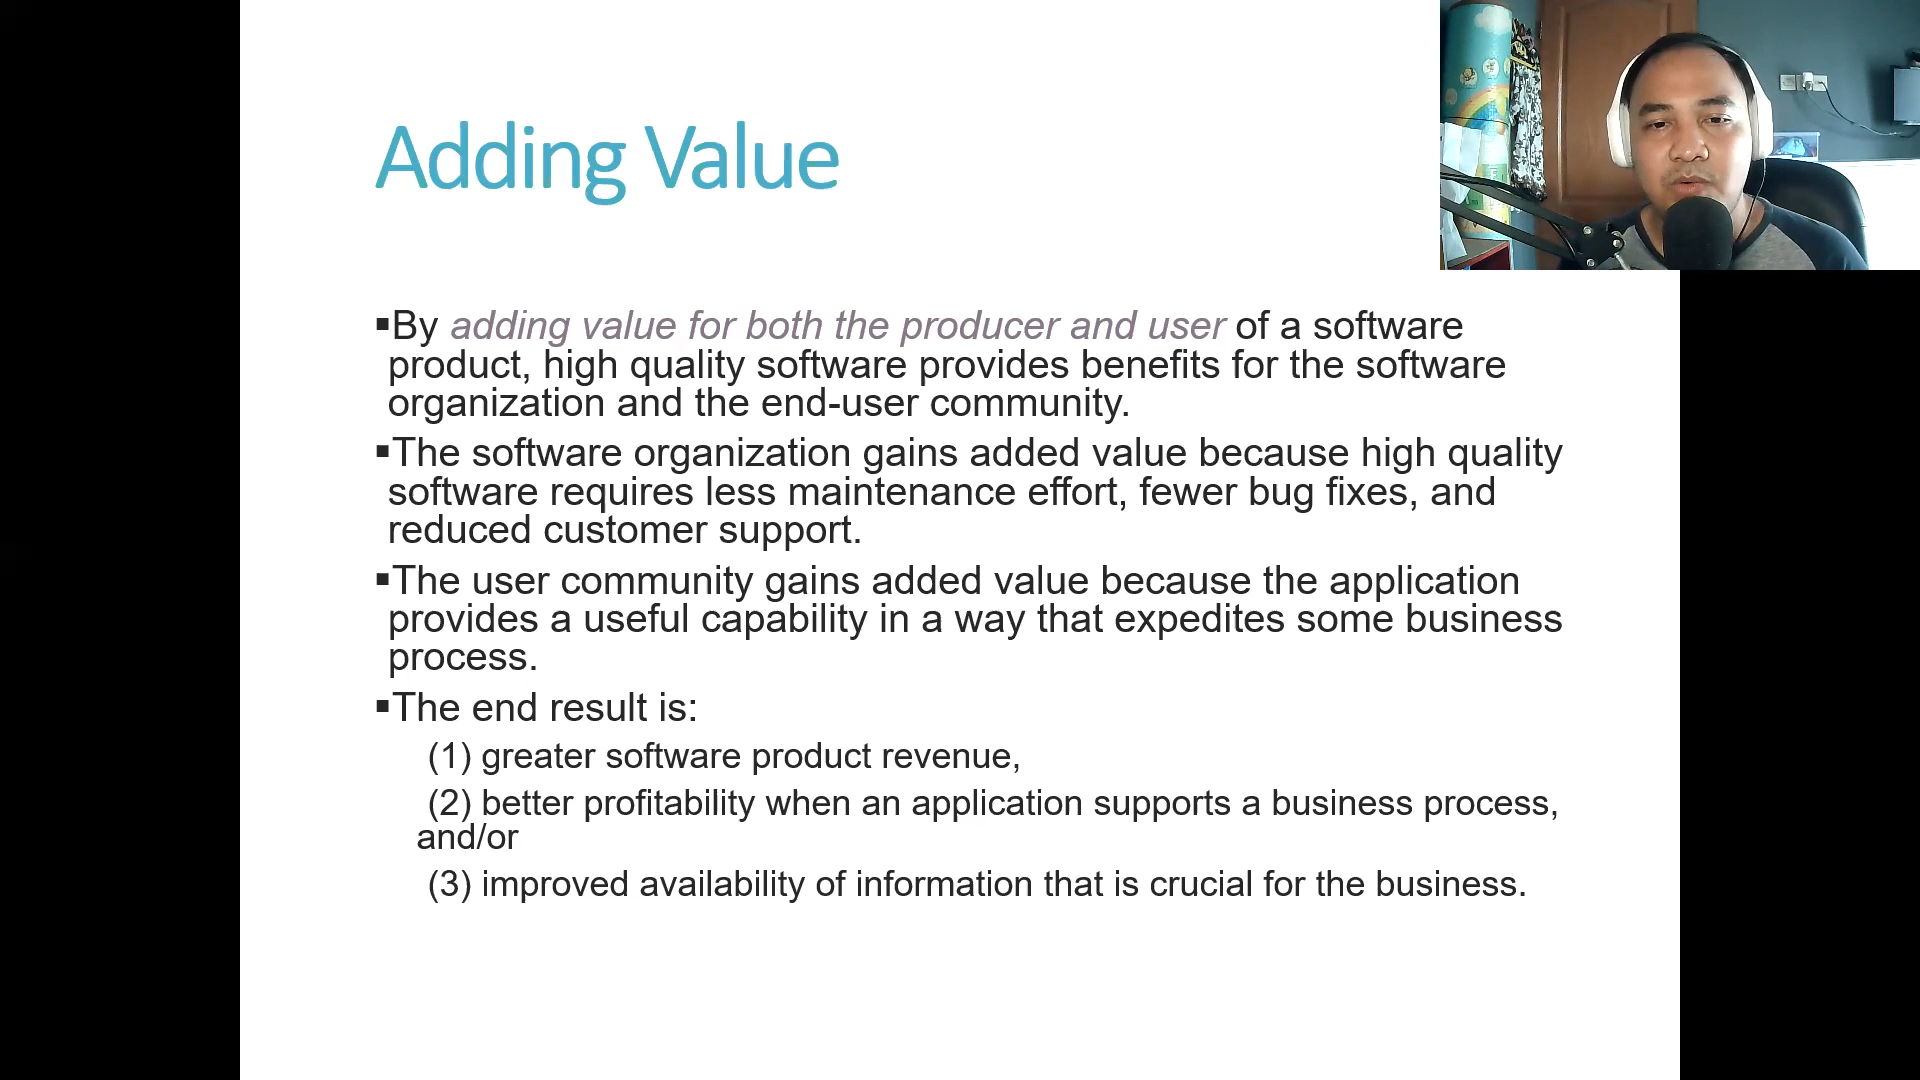 Adding Value
▪By adding value for both the producer and user of a software
product, high quality software provides benefits for the software
organization and the end-user community.
▪The software organization gains added value because high quality
software requires less maintenance effort, fewer bug fixes, and
reduced customer support.
▪The user community gains added value because the application
provides a useful capability in a way that expedites some business
process.
▪The end result is:
(1) greater software product revenue,
(2) better profitability when an application supports a business process,
and/or
(3) improved availability of information that is crucial for the business.